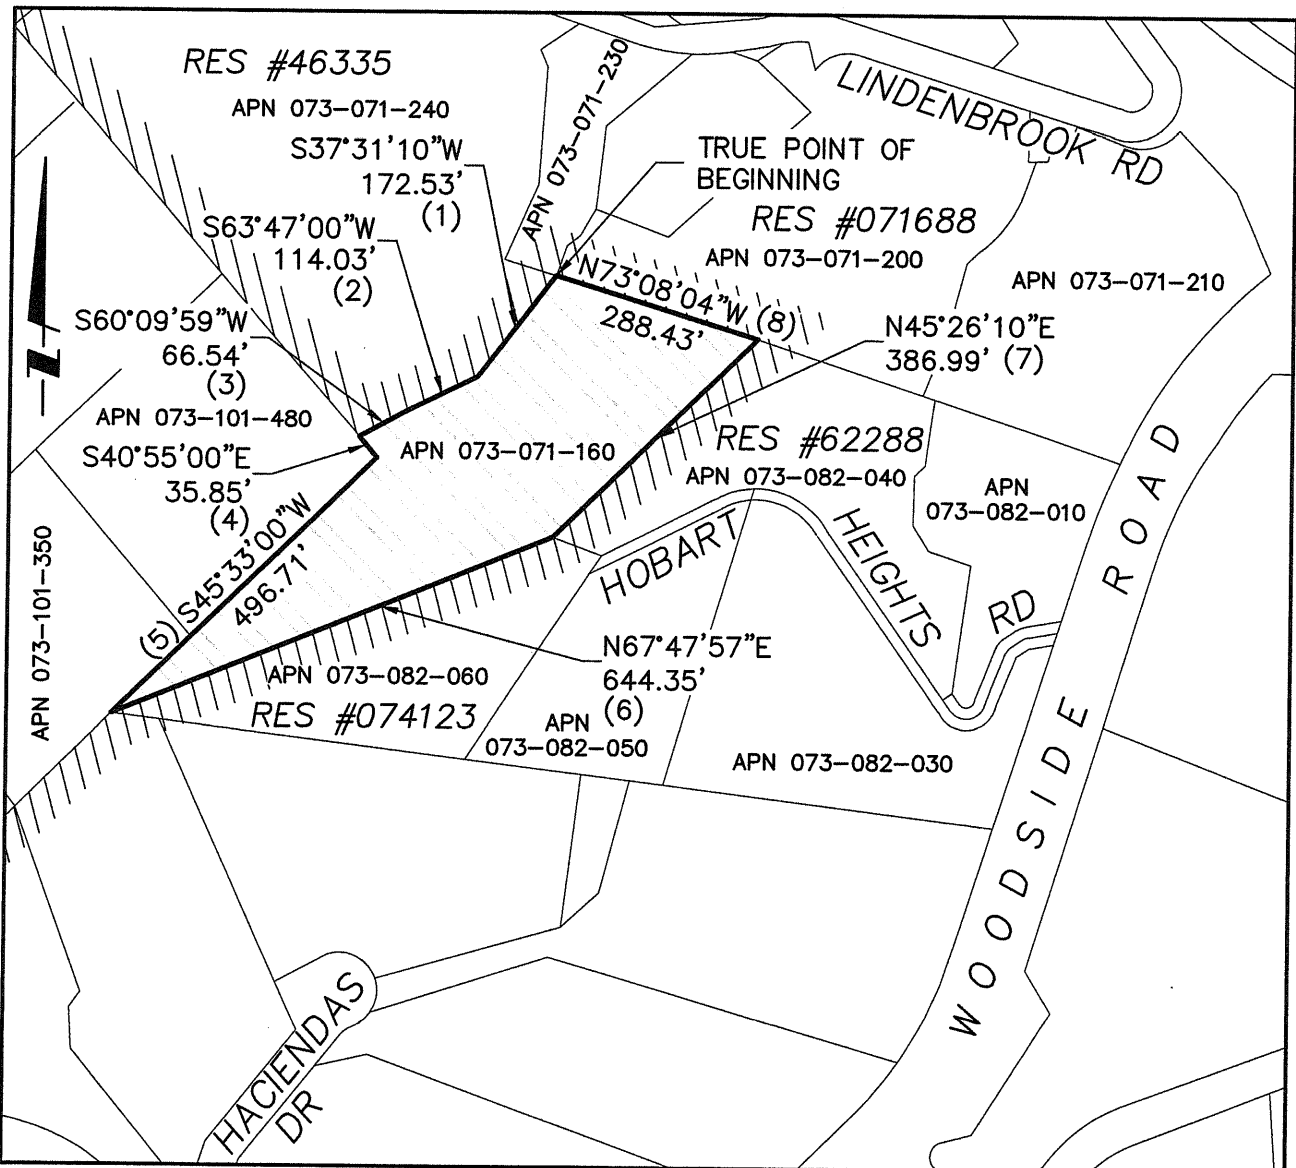 RES #46335
APN 073-071-240
S37°31'10"W
172.53'
(1)
S63°47'00"W
114.03'
(2)
S60°09'59"W
66.54'
(3)
APN 073-101-480
S40°55'00"E
35.85'
(4)
APN 073-101-350
(5) S45°33'00"W
496.71'
APN 073-071-230
TRUE POINT OF
BEGINNING
LINDENBROOK RD
RES #071688
APN 073-071-200
APN 073-071-210
N73°08'04"W (8)
288.43'
N45°26'10"E
386.99' (7)
APN 073-071-160
RES #62288
APN 073-082-040
APN
073-082-010
HOBART HEIGHTS RD
N67°47'57"E
644.35'
(6)
APN 073-082-060
RES #074123
APN
073-082-050
APN 073-082-030
WOODSIDE ROAD
HACIENDAS
DR
Z